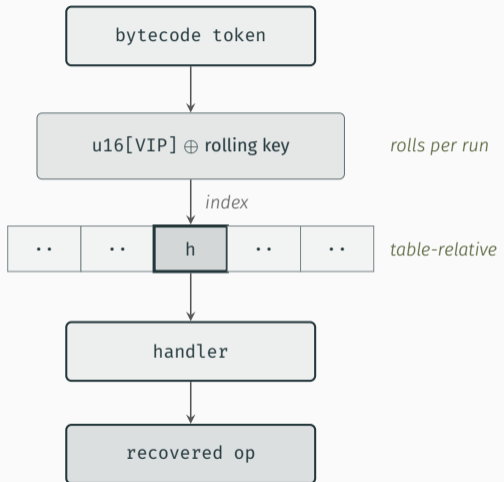 bytecode token
u16[VIP] ⊕ rolling key
rolls per run
index
.. .. h .. ..
table-relative
handler
recovered op